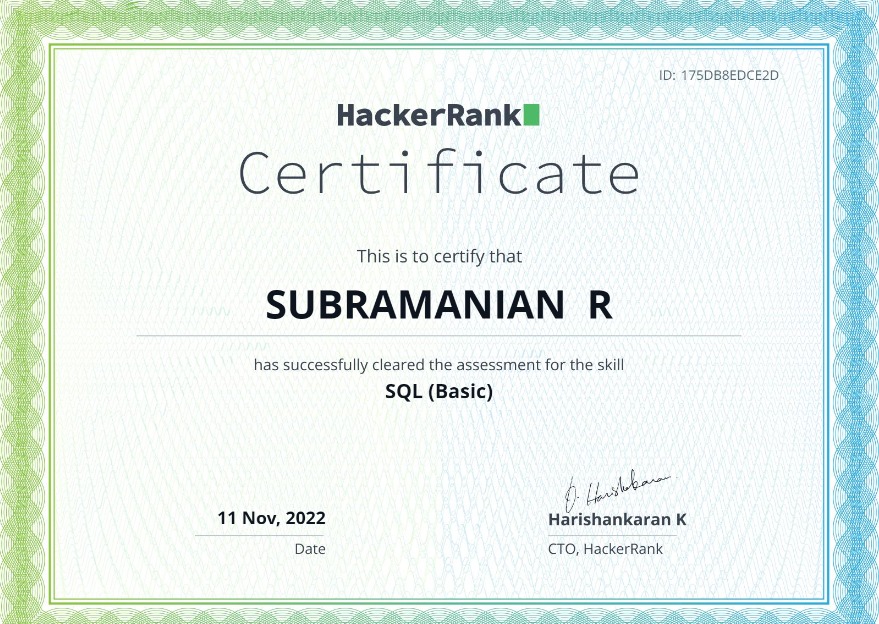 ID: 175DB8EDCE2D
HackerRank
Certificate
This is to certify that
SUBRAMANIAN R
has successfully cleared the assessment for the skill
SQL (Basic)
11 Nov, 2022
Date
Harishankaran K
CTO, HackerRank